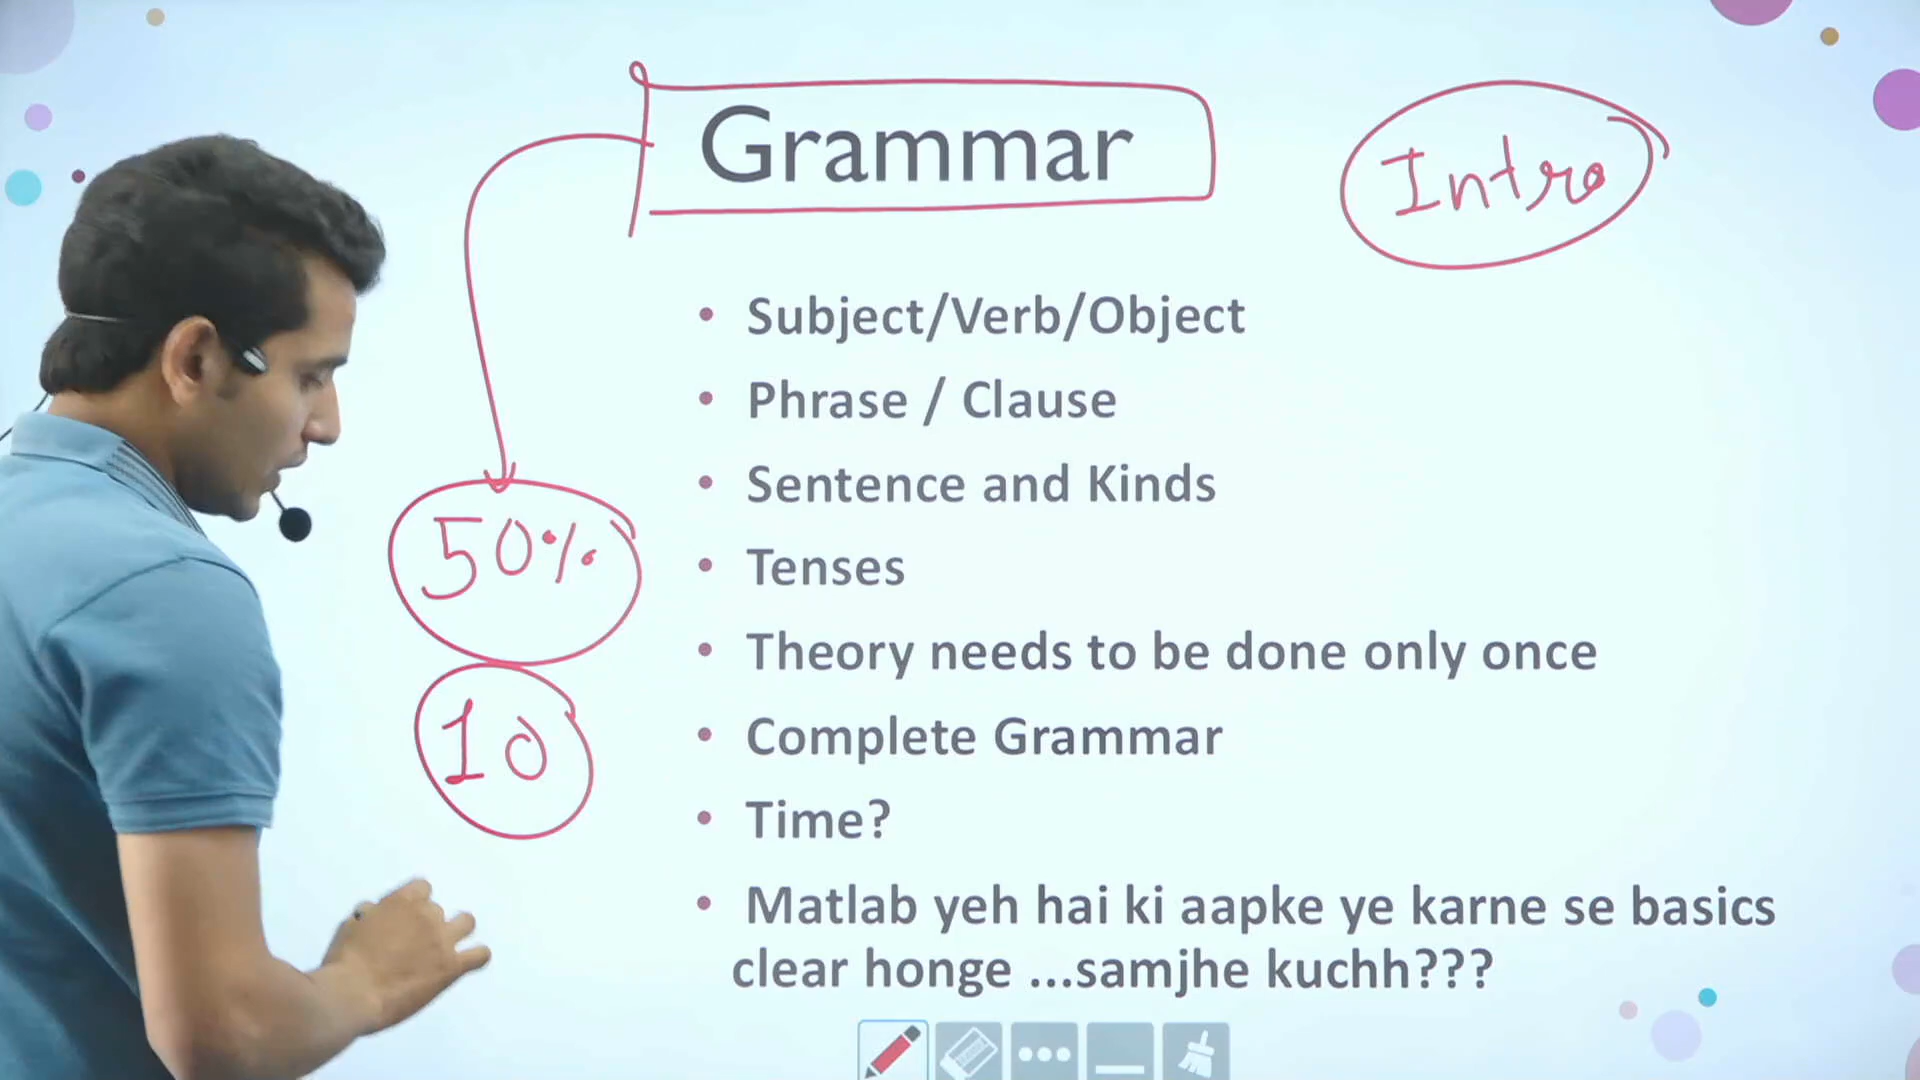 Grammar
Intro
• Subject/Verb/Object
• Phrase / Clause
• Sentence and Kinds
50%
• Tenses
• Theory needs to be done only once
10
• Complete Grammar
• Time?
• Matlab yeh hai ki aapke ye karne se basics
clear honge ...samjhe kuchh???